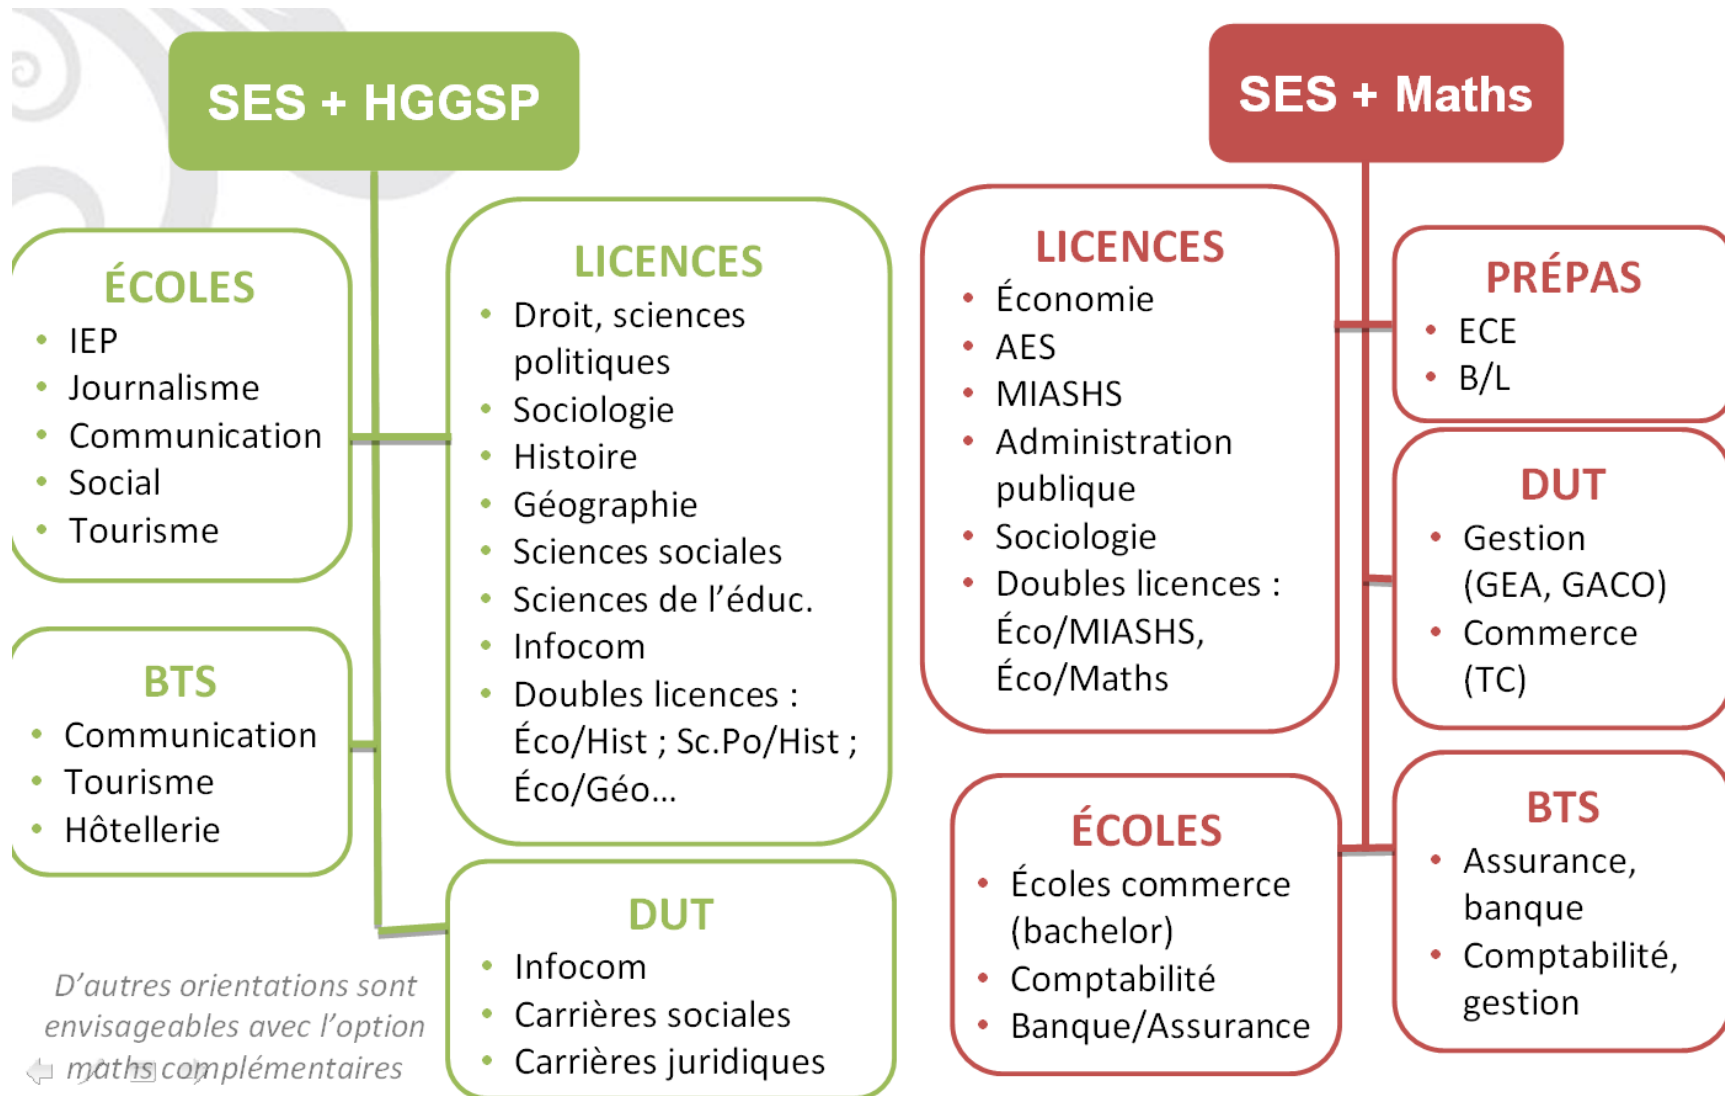 SES + HGGSP
ÉCOLES
• IEP
• Journalisme
• Communication
• Social
• Tourisme
LICENCES
• Droit, sciences
politiques
• Sociologie
• Histoire
• Géographie
• Sciences sociales
• Sciences de l’éduc.
• Infocom
• Doubles licences :
Éco/Hist ; Sc.Po/Hist ;
Éco/Géo...
BTS
• Communication
• Tourisme
• Hôtellerie
DUT
• Infocom
• Carrières sociales
• Carrières juridiques
D’autres orientations sont
envisageables avec l’option
maths complémentaires
SES + Maths
LICENCES
• Économie
• AES
• MIASHS
• Administration
publique
• Sociologie
• Doubles licences :
Éco/MIASHS,
Éco/Maths
PRÉPAS
• ECE
• B/L
DUT
• Gestion
(GEA, GACO)
• Commerce
(TC)
ÉCOLES
• Écoles commerce
(bachelor)
• Comptabilité
• Banque/Assurance
BTS
• Assurance,
banque
• Comptabilité,
gestion